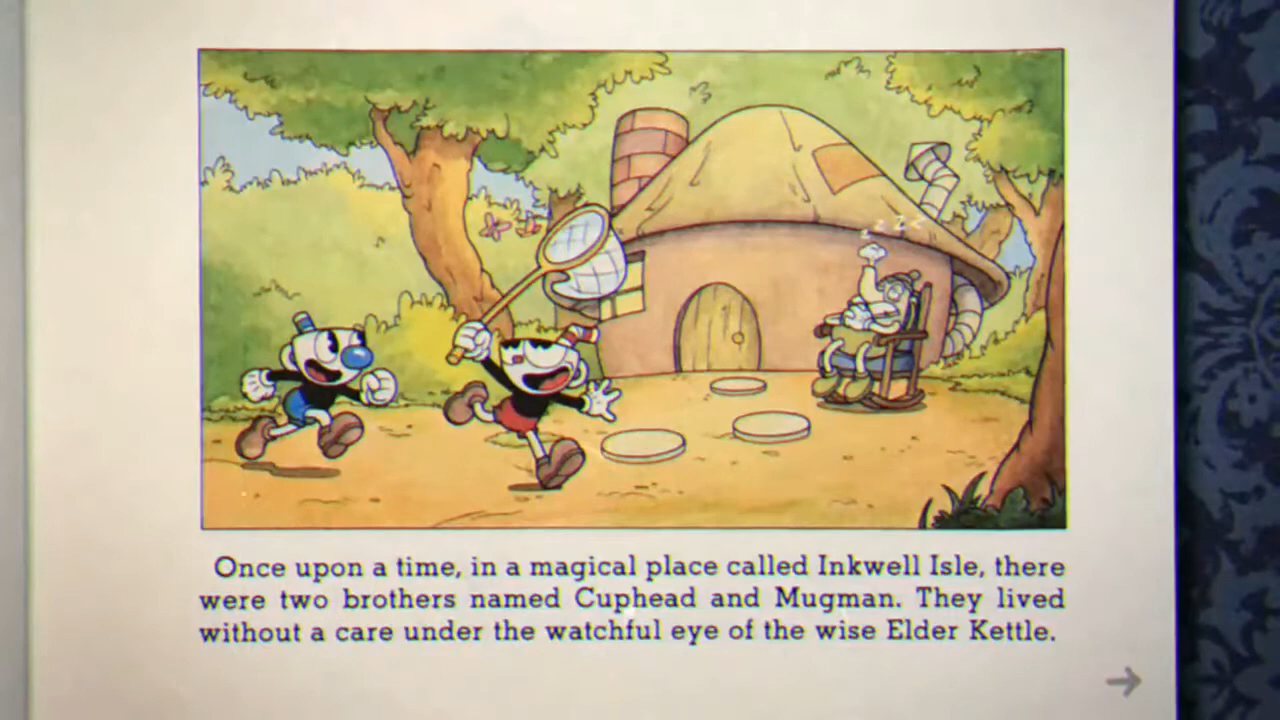 z z z z
Once upon a time, in a magical place called Inkwell Isle, there
were two brothers named Cuphead and Mugman. They lived
without a care under the watchful eye of the wise Elder Kettle.